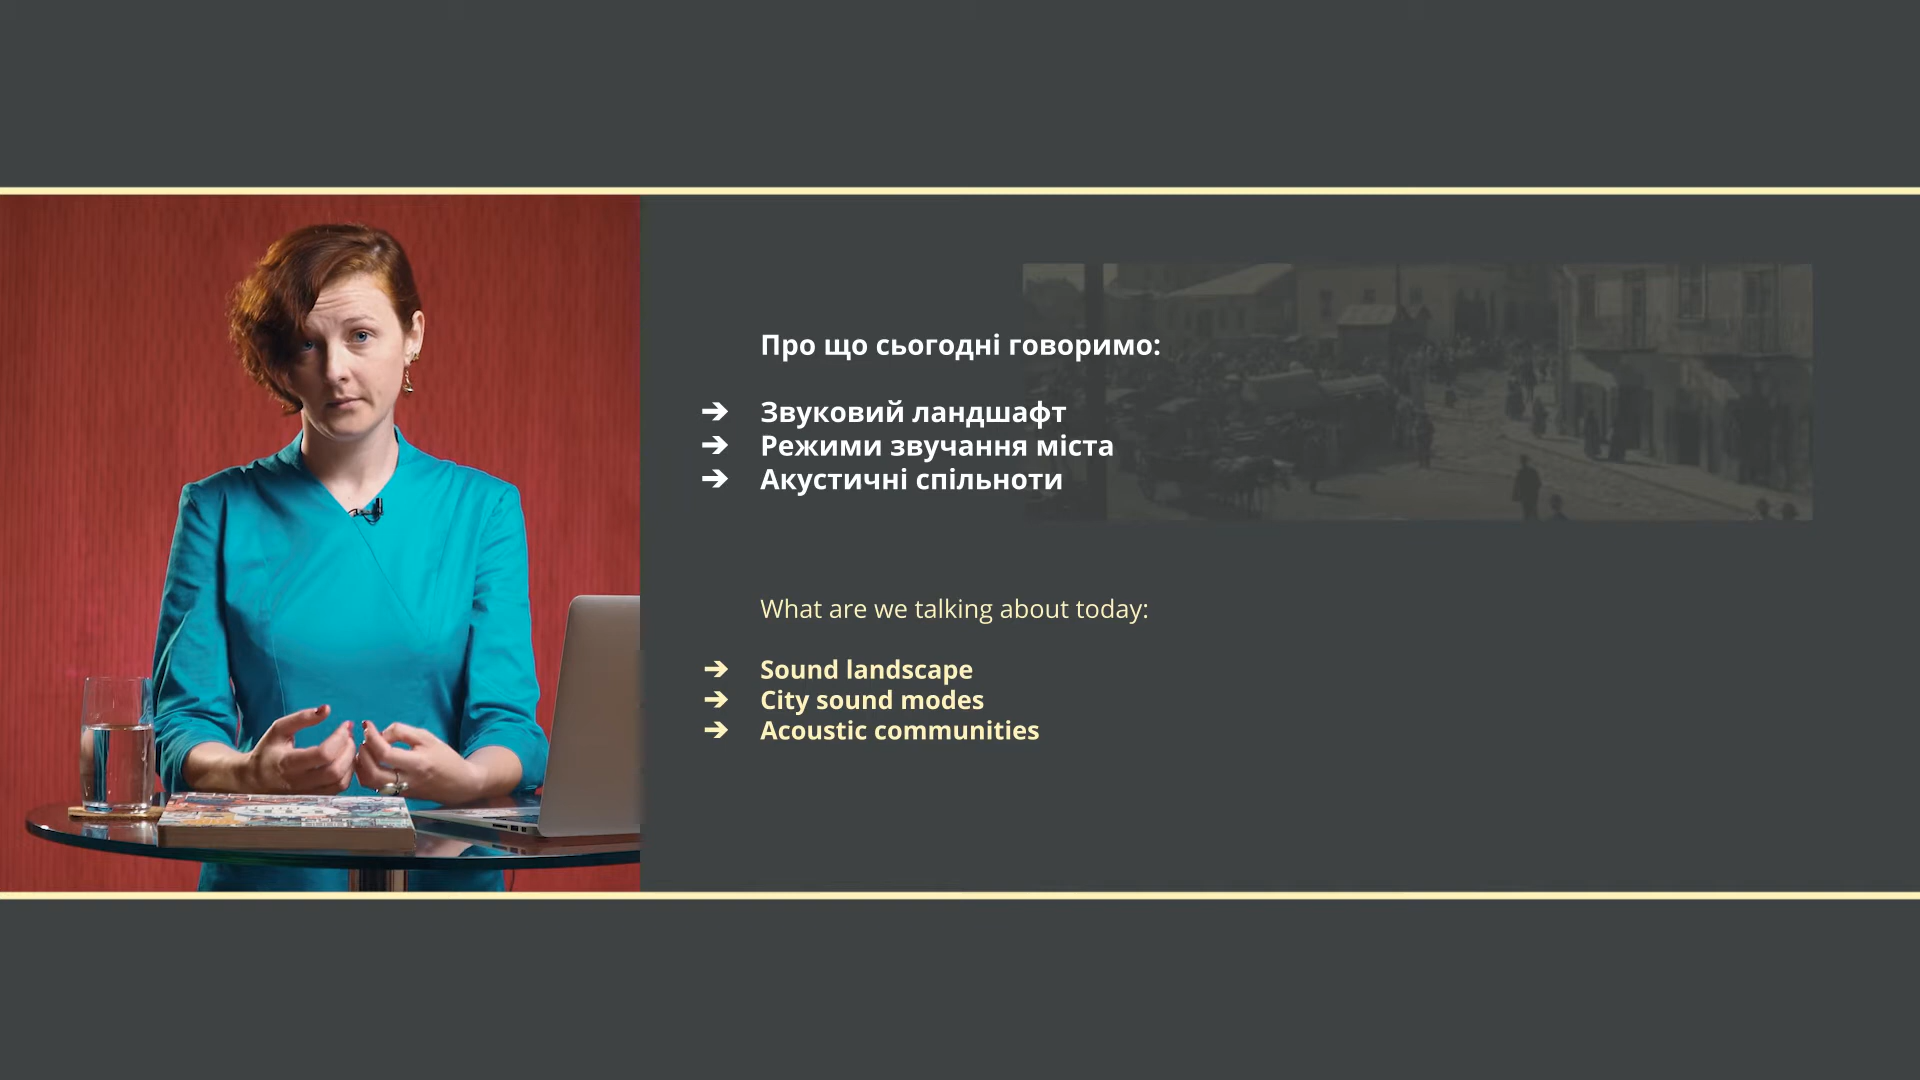 Про що сьогодні говоримо:
➔ Звуковий ландшафт
➔ Режими звучання міста
➔ Акустичні спільноти
What are we talking about today:
➔ Sound landscape
➔ City sound modes
➔ Acoustic communities